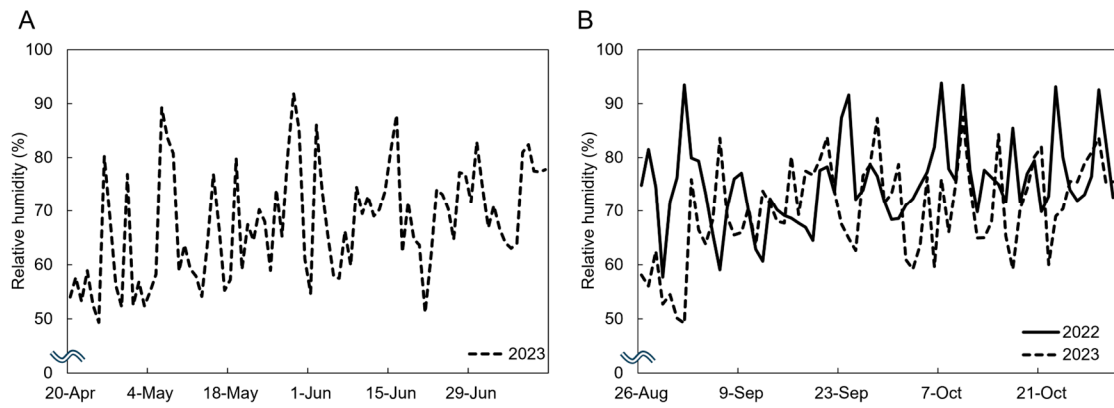 A
Relative humidity (%)
100
90
80
70
60
50
0
20-Apr 4-May 18-May 1-Jun 15-Jun 29-Jun
2023
B
Relative humidity (%)
100
90
80
70
60
50
0
26-Aug 9-Sep 23-Sep 7-Oct 21-Oct
2022
2023